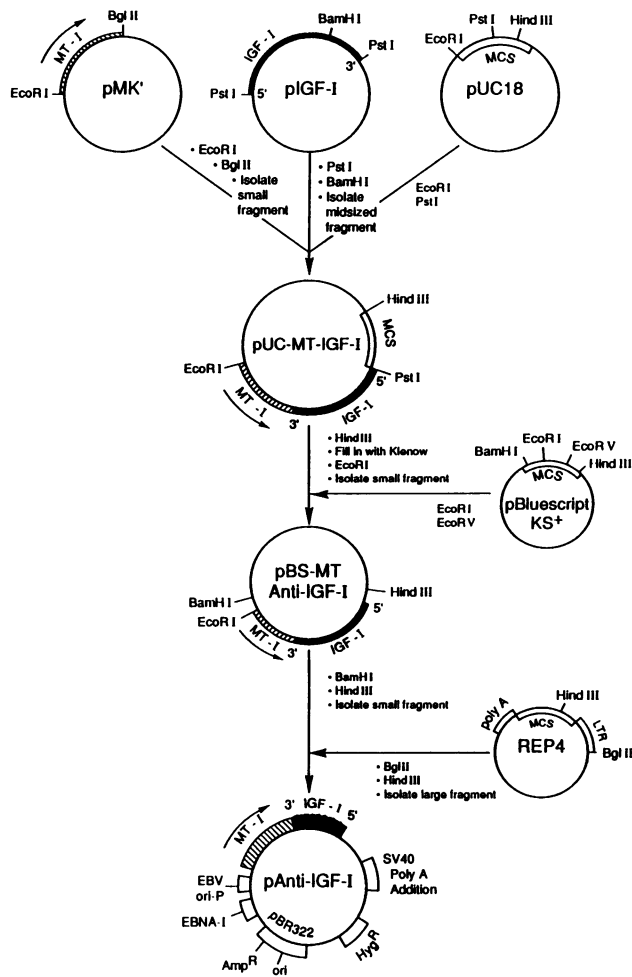 Bgl II
MT - I
EcoR I
pMK'
BamH I
IGF - I
Pst I
3'
Pst I
5'
pIGF-I
Pst I
Hind III
EcoR I
MCS
pUC18
• EcoR I
• Bgl II
• Isolate
small
fragment
• Pst I
• BamH I
• Isolate
midsized
fragment
EcoR I
Pst I
Hind III
MCS
pUC-MT-IGF-I
EcoR I
5'
Pst I
MT - I
3'
IGF-I
• Hind III
• Fill in with Klenow
• EcoR I
• Isolate small fragment
EcoR I
BamH I
EcoR V
Hind III
MCS
pBluescript
KS+
EcoR I
EcoR V
pBS-MT
Anti-IGF-I
Hind III
BamH I
EcoR I
5'
MT - I
3'
IGF-I
• BamH I
• Hind III
• Isolate small fragment
Hind III
poly A
MCS
LTR
REP4
Bgl II
• Bgl II
• Hind III
• Isolate large fragment
3'
IGF - I
5'
MT - I
SV40
Poly A
Addition
pAnti-IGF-I
EBV
ori-P
EBNA-I
pBR322
HygR
AmpR
ori